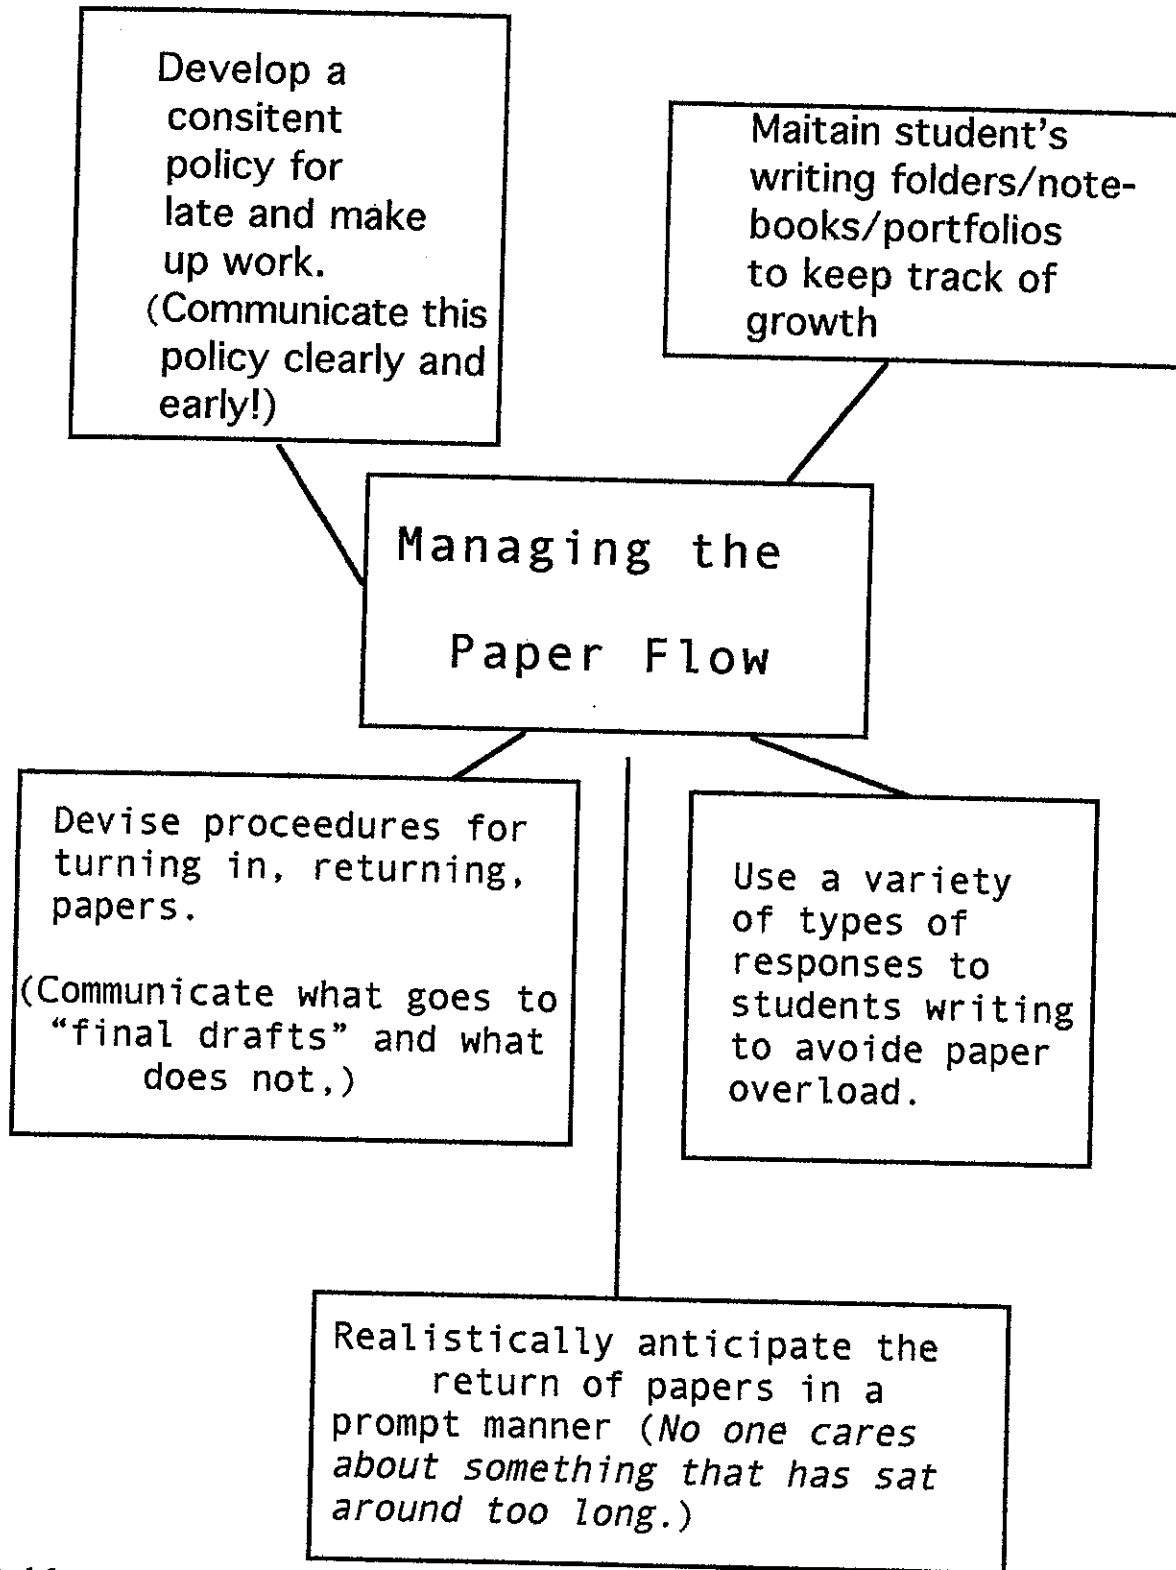 Develop a
consitent
policy for
late and make
up work.
(Communicate this
policy clearly and
early!)
Maitain student's
writing folders/note-
books/portfolios
to keep track of
growth
Managing the
Paper Flow
Devise proceedures for
turning in, returning,
papers.
(Communicate what goes to
“final drafts” and what
does not,)
Use a variety
of types of
responses to
students writing
to avoide paper
overload.
Realistically anticipate the
return of papers in a
prompt manner (No one cares
about something that has sat
around too long.)